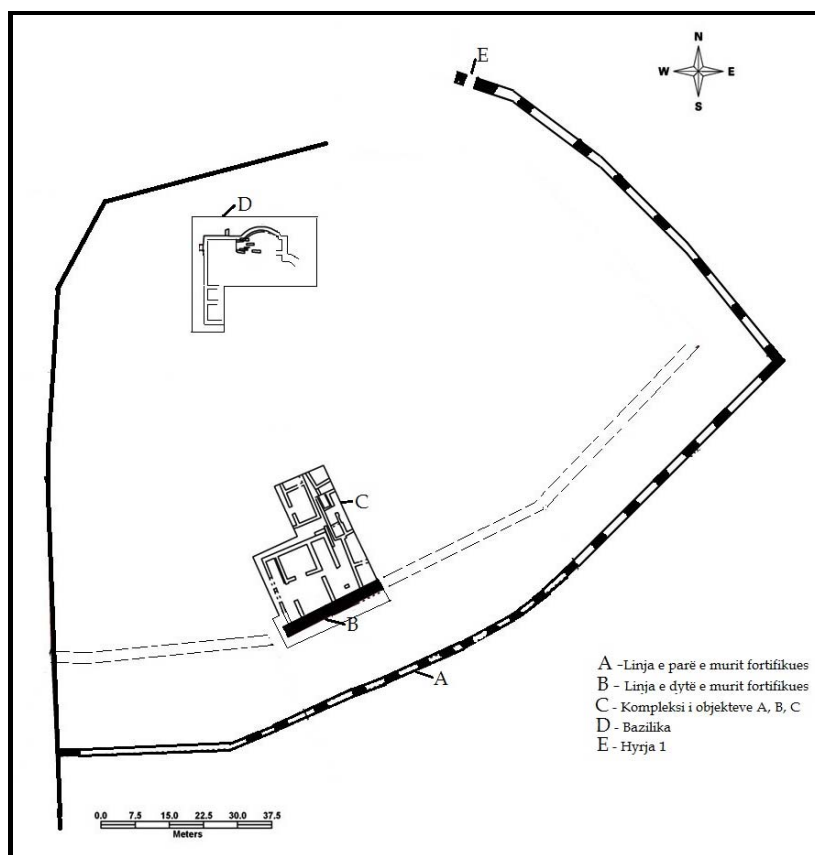 E
N
W E
S
D
C
B
A
A -Linja e parë e murit fortifikues
B - Linja e dytë e murit fortifikues
C - Kompleksi i objekteve A, B, C
D - Bazilika
E - Hyrja 1
0.0 7.5 15.0 22.5 30.0 37.5
Meters